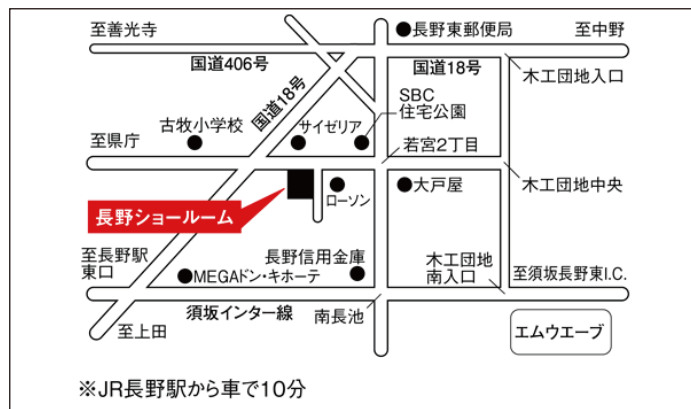 至善光寺
長野東郵便局
至中野
国道406号
国道18号
木工団地入口
国道18号
SBC
住宅公園
古牧小学校
サイゼリア
至県庁
若宮2丁目
ローソン
大戸屋
木工団地中央
長野ショールーム
至長野駅
東口
長野信用金庫
MEGAドン・キホーテ
木工団地
南入口
至須坂長野東I.C.
須坂インター線
南長池
至上田
エムウエーブ
※JR長野駅から車で10分